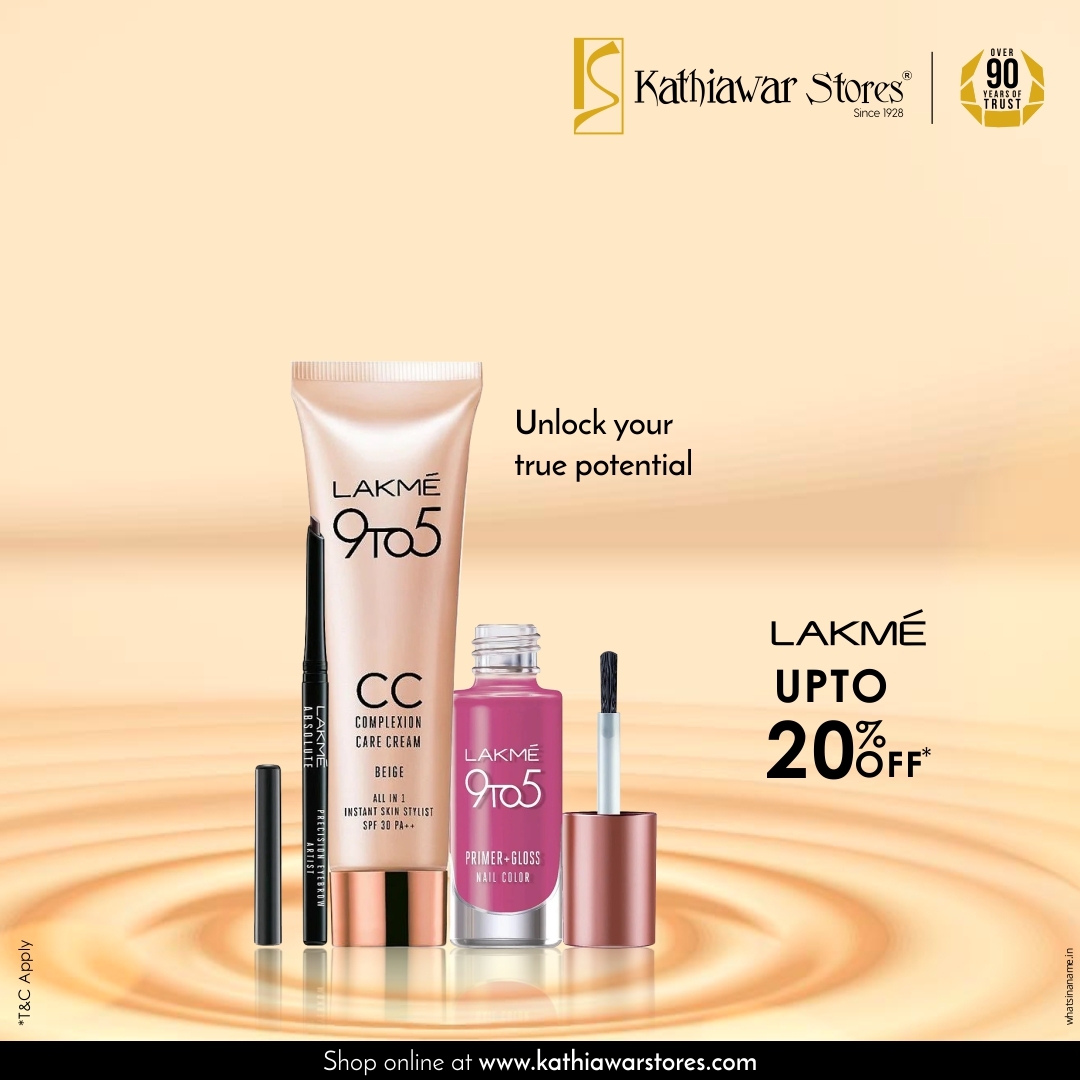 Kathiawar Stores®
Since 1928
OVER
90
YEARS OF
TRUST
Unlock your
true potential
LAKMÉ
9to5
CC
COMPLEXION
CARE CREAM
BEIGE
ALL IN 1
INSTANT SKIN STYLIST
SPF 30 PA++
LAKMÉ
ABSOLUTE
PRECISION EYEBROW
ARTIST
LAKMÉ
9to5
PRIMER+GLOSS
NAIL COLOR
LAKMÉ
UPTO
20% OFF*
*T&C Apply
whatsinaname.in
Shop online at www.kathiawarstores.com